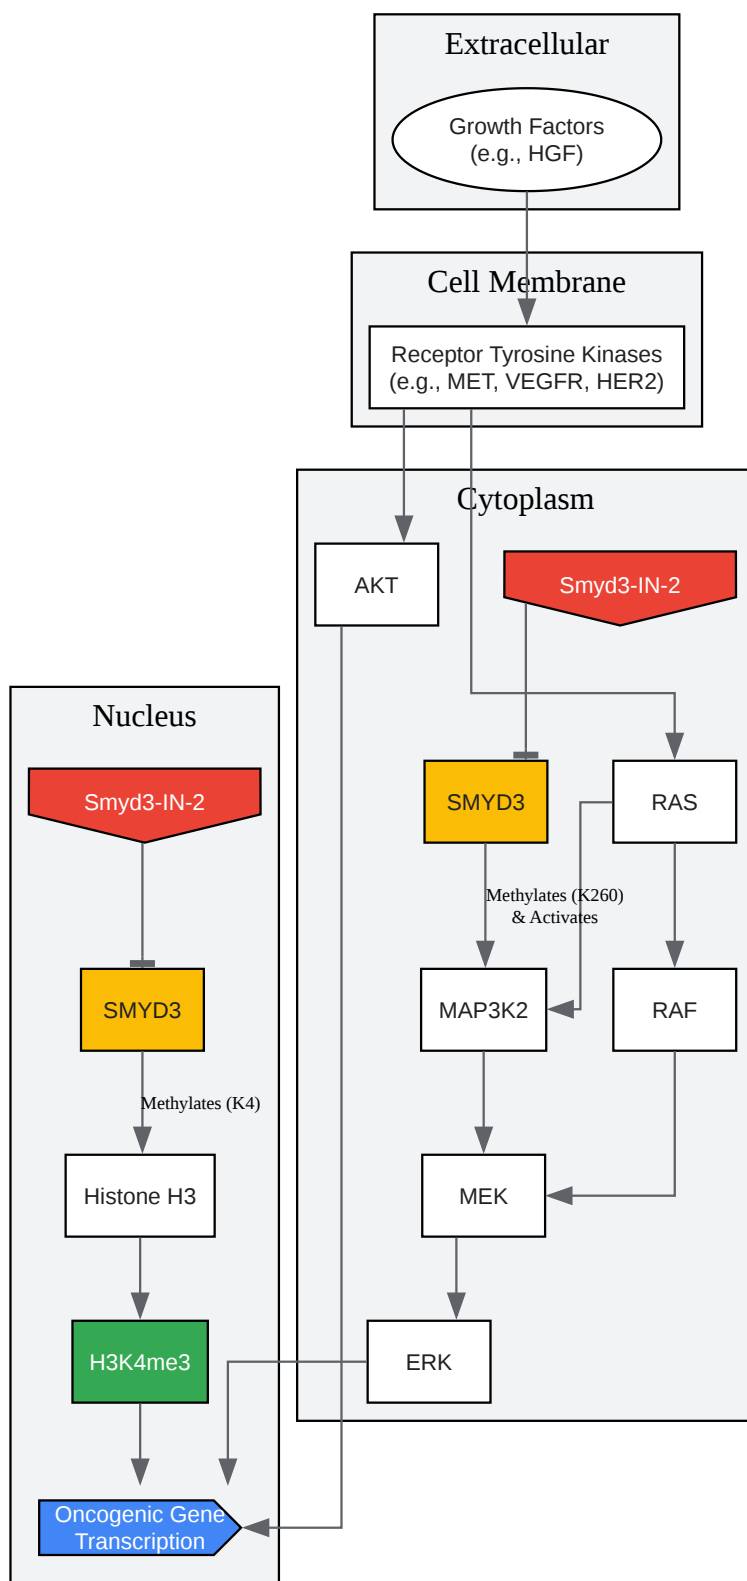 Extracellular
Growth Factors
(e.g., HGF)
Cell Membrane
Receptor Tyrosine Kinases
(e.g., MET, VEGFR, HER2)
Cytoplasm
AKT
Smyd3-IN-2
Nucleus
Smyd3-IN-2
SMYD3
RAS
Methylates (K260)
& Activates
SMYD3
MAP3K2
RAF
Methylates (K4)
Histone H3
MEK
H3K4me3
ERK
Oncogenic Gene
Transcription